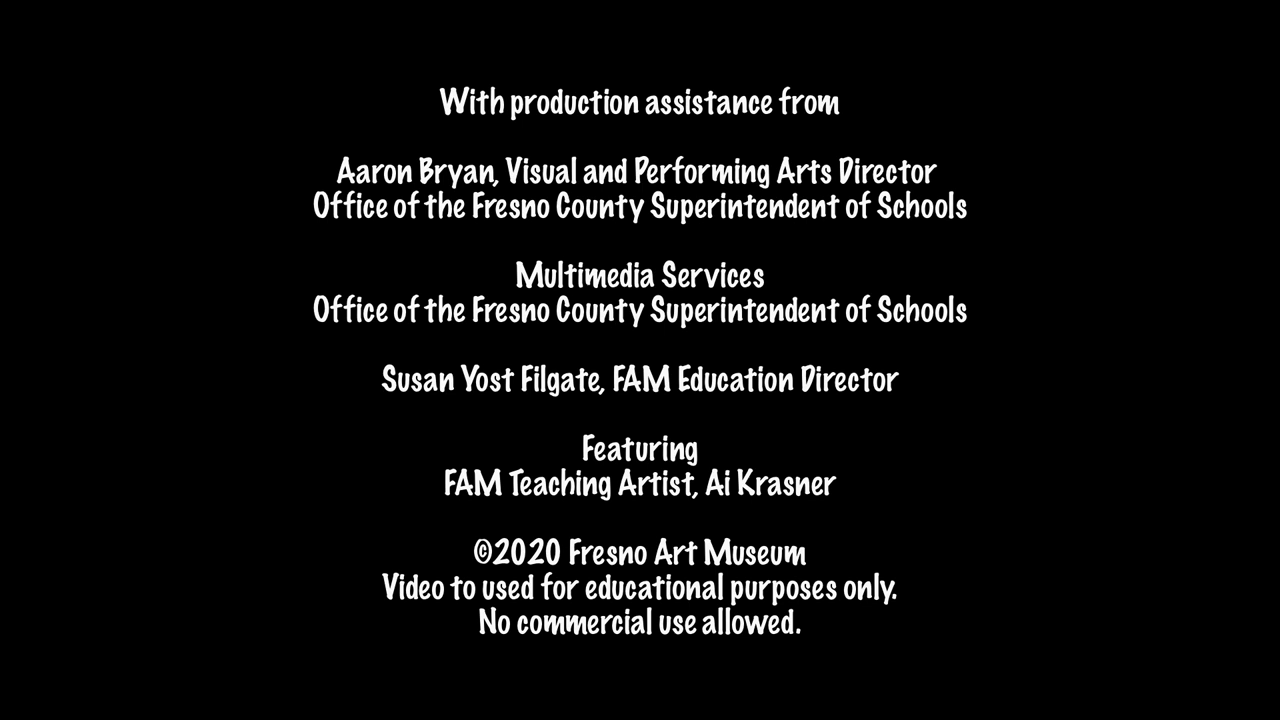 With production assistance from
Aaron Bryan, Visual and Performing Arts Director
Office of the Fresno County Superintendent of Schools
Multimedia Services
Office of the Fresno County Superintendent of Schools
Susan Yost Filgate, FAM Education Director
Featuring
FAM Teaching Artist, Ai Krasner
©2020 Fresno Art Museum
Video to used for educational purposes only.
No commercial use allowed.